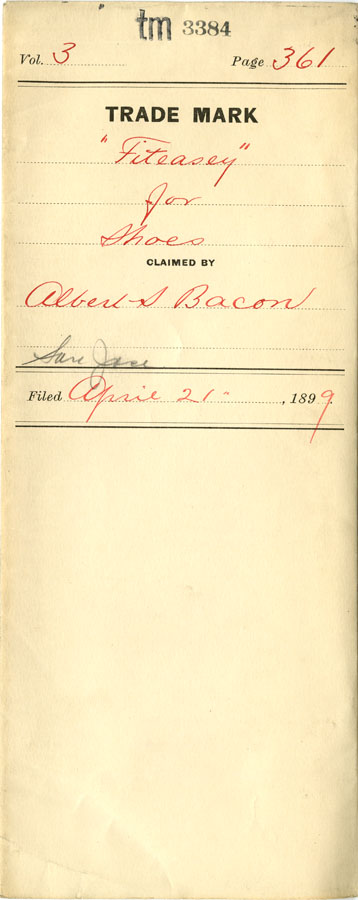 tm 3384
Vol. 3 Page 361
TRADE MARK
"Fiteasey"
for
Shoes
CLAIMED BY
Albert S Bacon
San Jose
Filed April 21 , 1899